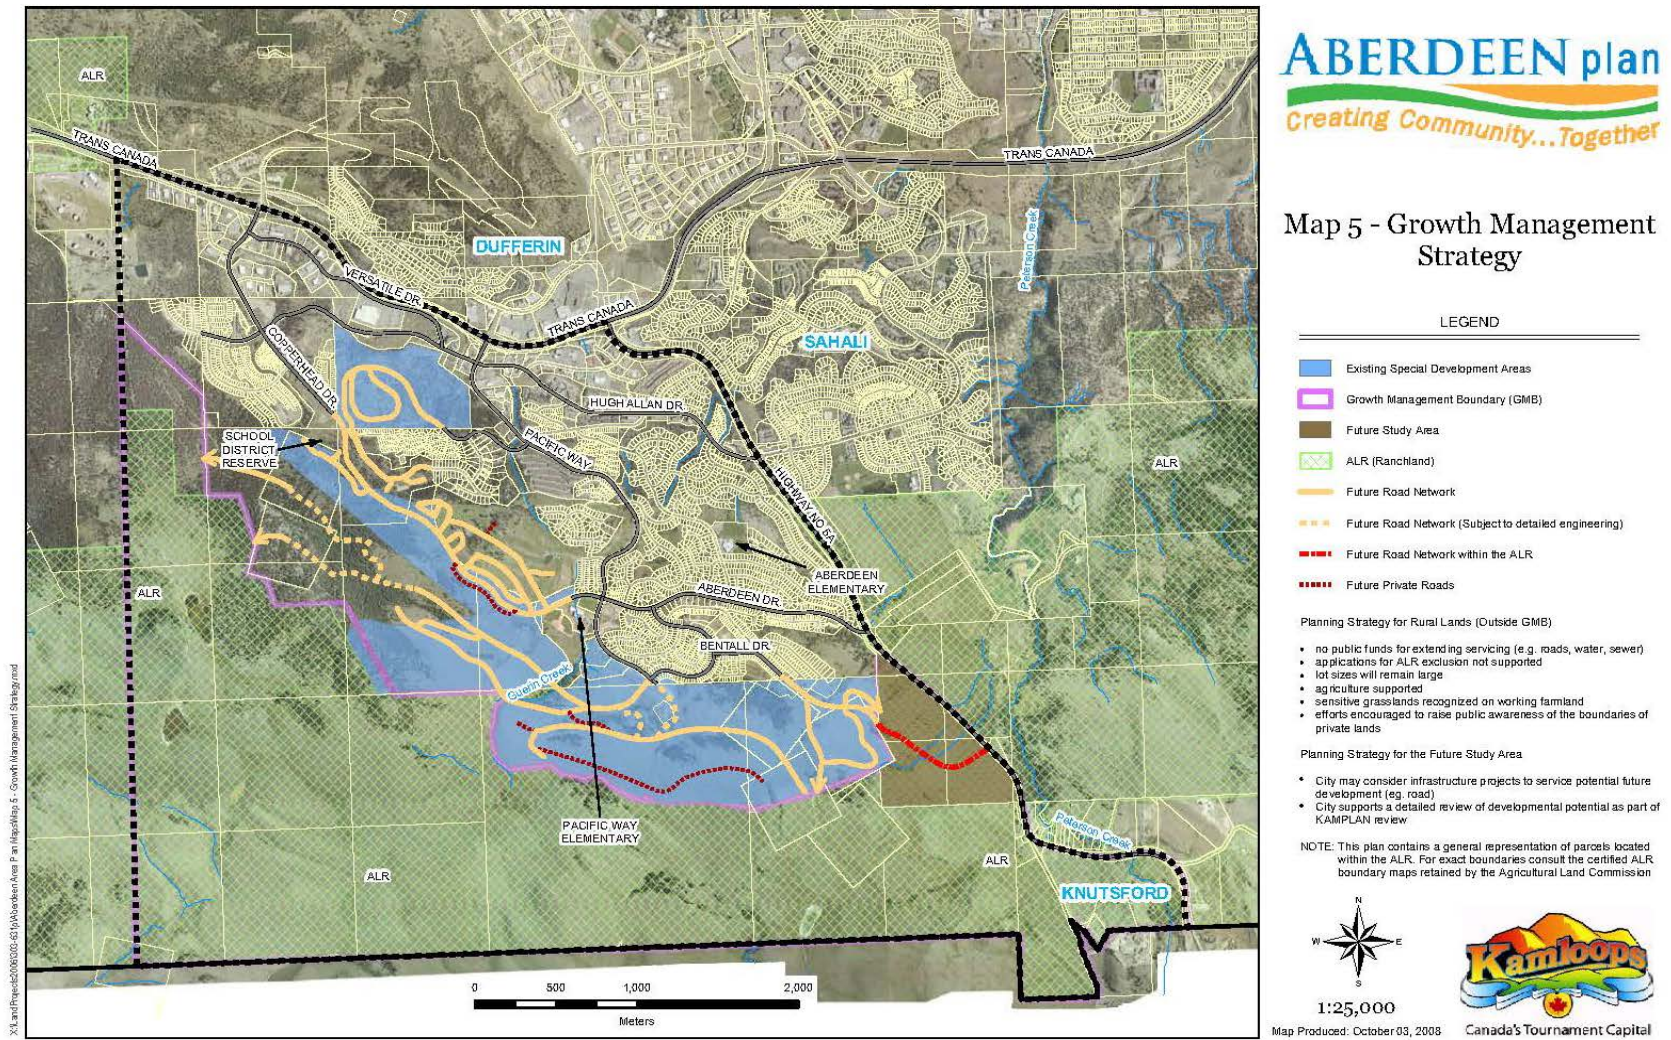 ABERDEEN plan
Creating Community...Together
Map 5 - Growth Management
Strategy
LEGEND
Existing Special Development Areas
Growth Management Boundary (GMB)
Future Study Area
ALR (Ranchland)
Future Road Network
Future Road Network (Subject to detailed engineering)
Future Road Network within the ALR
Future Private Roads
Planning Strategy for Rural Lands (Outside GMB)
• no public funds for extending servicing (e.g. roads, water, sewer)
• applications for ALR exclusion not supported
• lot sizes will remain large
• agriculture supported
• sensitive grasslands recognized on working farmland
• efforts encouraged to raise public awareness of the boundaries of
private lands
Planning Strategy for the Future Study Area
• City may consider infrastructure projects to service potential future
development (eg. road)
• City supports a detailed review of developmental potential as part of
KAMPLAN review
NOTE: This plan contains a general representation of parcels located
within the ALR. For exact boundaries consult the certified ALR
boundary maps retained by the Agricultural Land Commission
N
W E
S
1:25,000
Map Produced: October 03, 2008
Kamloops
Canada's Tournament Capital
ALR
TRANS CANADA
TRANS CANADA
Peterson Creek
DUFFERIN
VERSATILE DR.
TRANS CANADA
SAHALI
COPPERHEAD DR.
HUGH ALLAN DR.
SCHOOL
DISTRICT
RESERVE
PACIFIC WAY
ALR
HIGHWAY NO 5A
ABERDEEN
ELEMENTARY
ALR
ABERDEEN DR.
BENTALL DR.
Guerin Creek
PACIFIC WAY
ELEMENTARY
Peterson Creek
ALR
ALR
KNUTSFORD
0 500 1,000 2,000
Meters